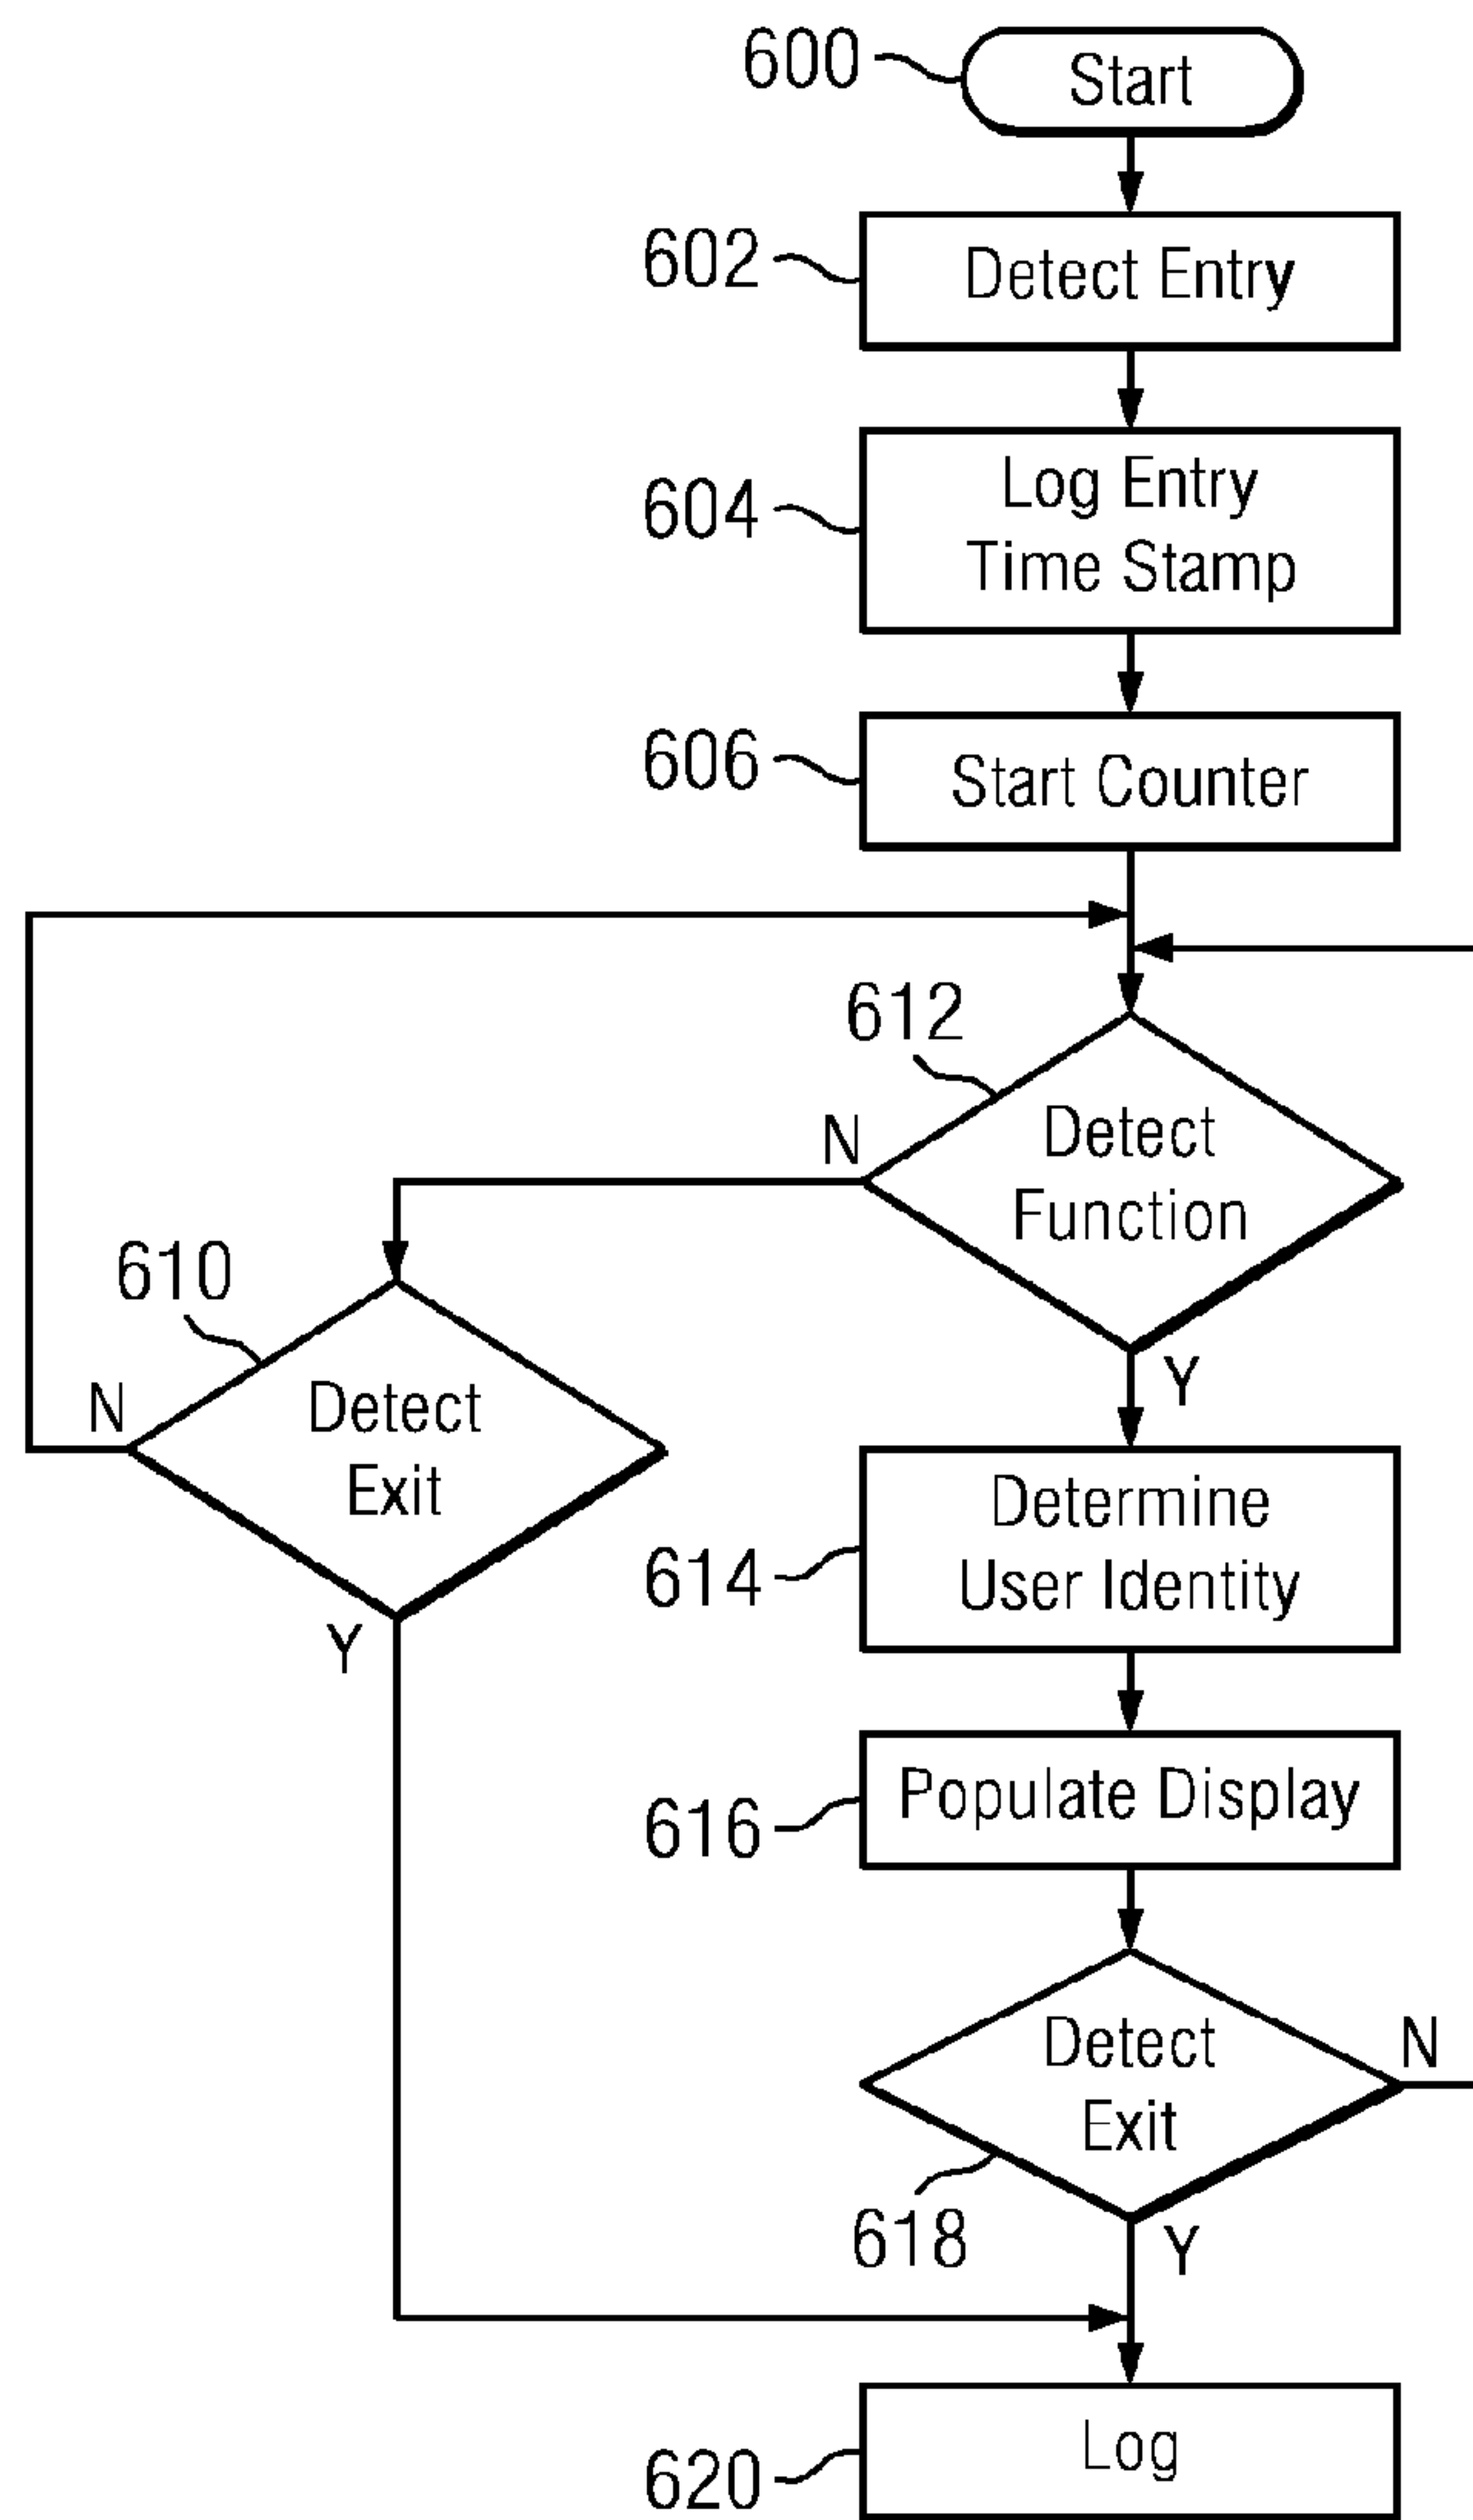 600
Start
602
Detect Entry
604
Log Entry
Time Stamp
606
Start Counter
612
N
Detect
Function
Y
610
N
Detect
Exit
Y
614
Determine
User Identity
616
Populate Display
Detect
Exit
N
618
Y
620
Log